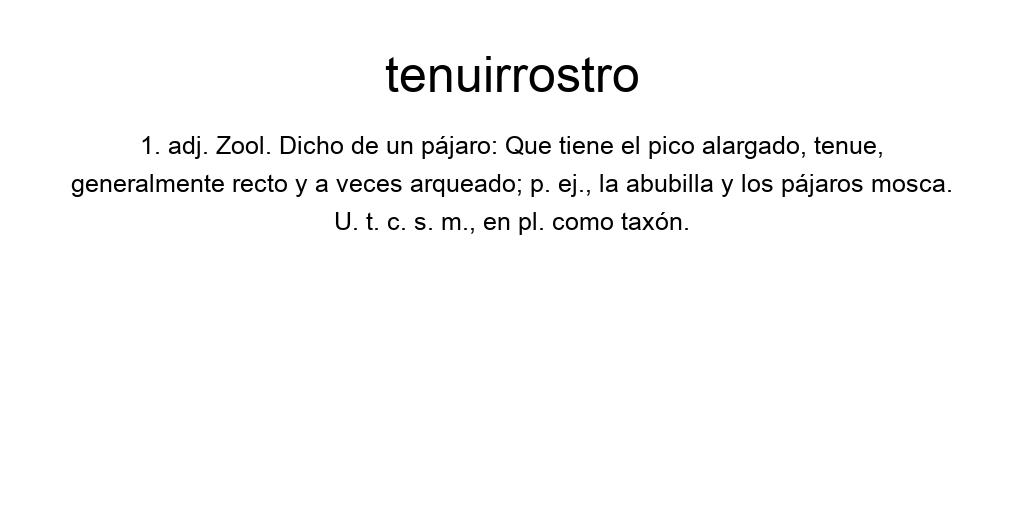 tenuirrostro
1. adj. Zool. Dicho de un pájaro: Que tiene el pico alargado, tenue,
generalmente recto y a veces arqueado; p. ej., la abubilla y los pájaros mosca.
U. t. c. s. m., en pl. como taxón.